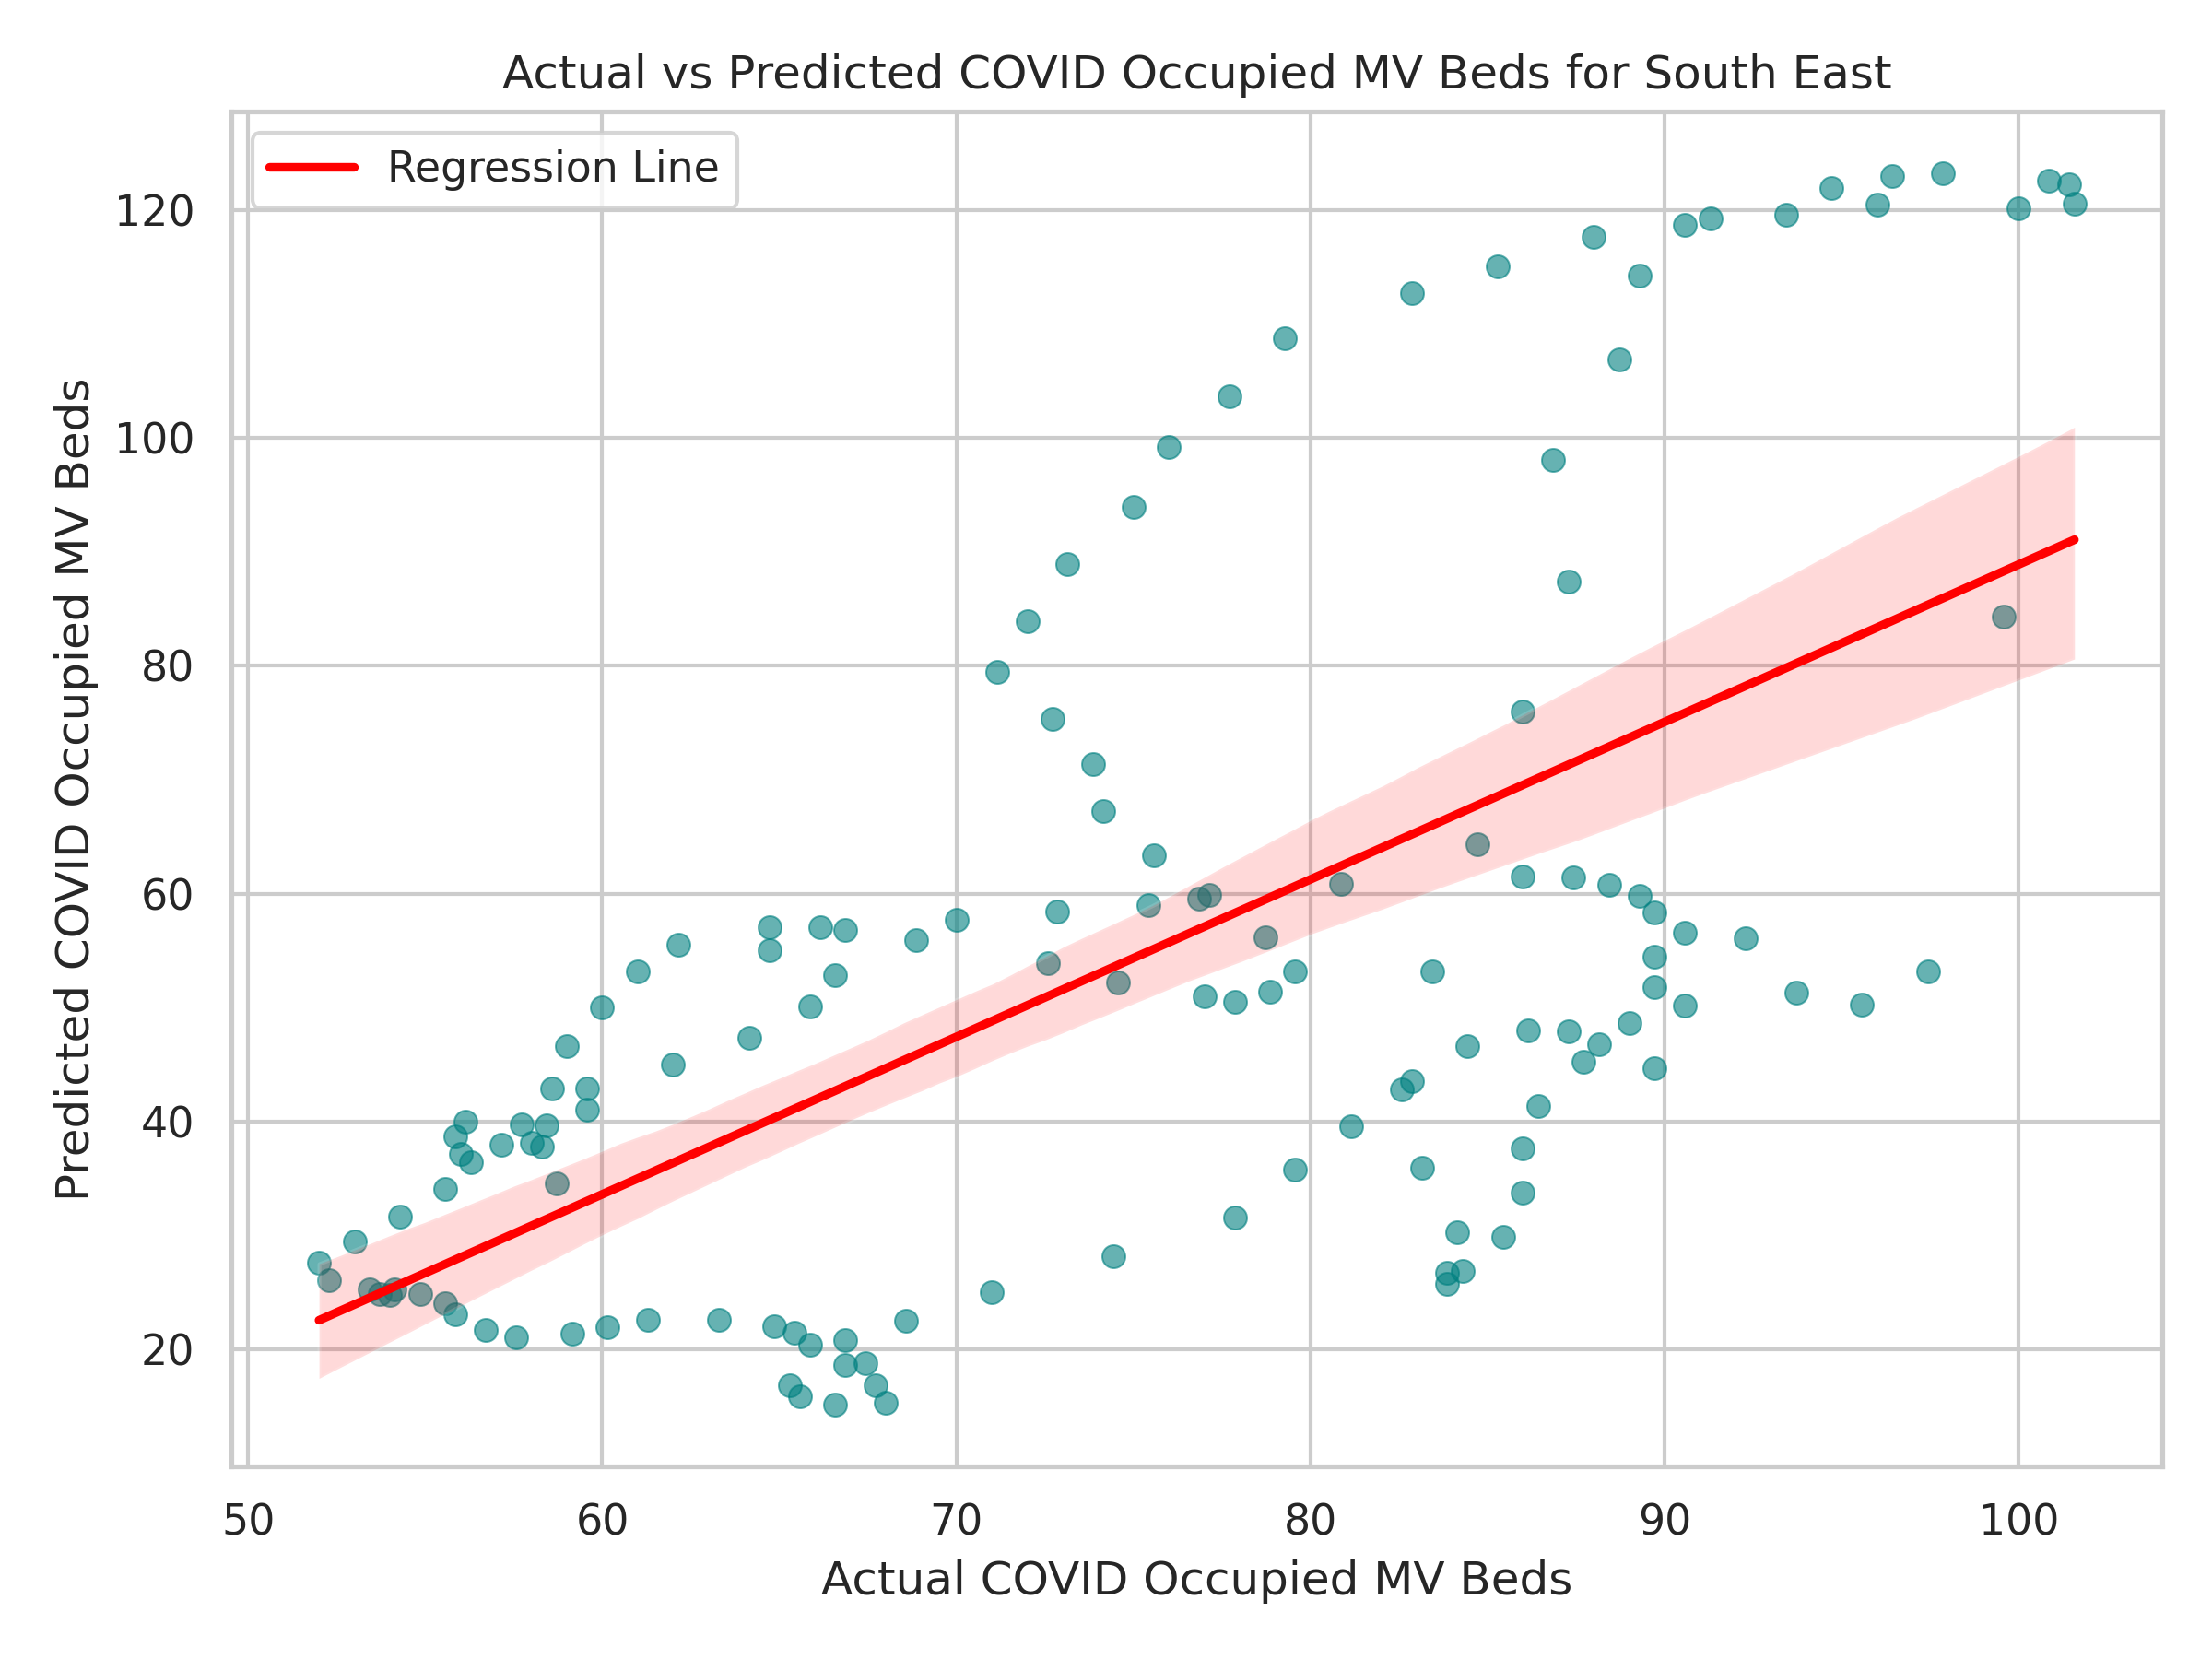 Actual vs Predicted COVID Occupied MV Beds for South East
Regression Line
Predicted COVID Occupied MV Beds
120
100
80
60
40
20
50 60 70 80 90 100
Actual COVID Occupied MV Beds